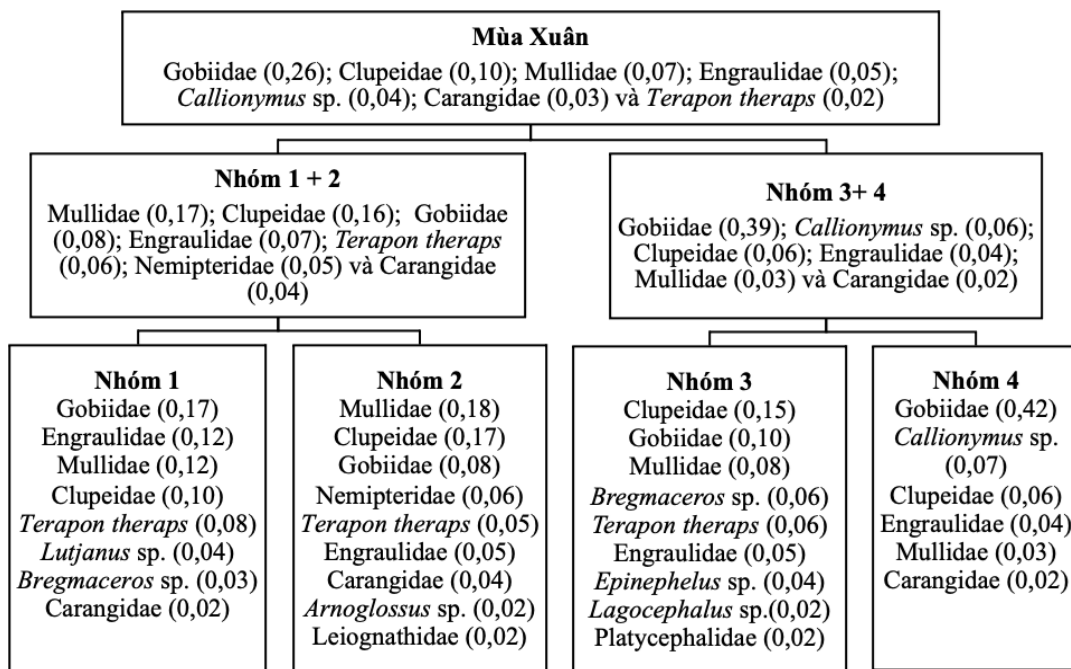 Mùa Xuân
Gobiidae (0,26); Clupeidae (0,10); Mullidae (0,07); Engraulidae (0,05);
Callionymus sp. (0,04); Carangidae (0,03) và Terapon theraps (0,02)
Nhóm 1 + 2
Mullidae (0,17); Clupeidae (0,16); Gobiidae
(0,08); Engraulidae (0,07); Terapon theraps
(0,06); Nemipteridae (0,05) và Carangidae
(0,04)
Nhóm 3+ 4
Gobiidae (0,39); Callionymus sp. (0,06);
Clupeidae (0,06); Engraulidae (0,04);
Mullidae (0,03) và Carangidae (0,02)
Nhóm 1
Gobiidae (0,17)
Engraulidae (0,12)
Mullidae (0,12)
Clupeidae (0,10)
Terapon theraps (0,08)
Lutjanus sp. (0,04)
Bregmaceros sp. (0,03)
Carangidae (0,02)
Nhóm 2
Mullidae (0,18)
Clupeidae (0,17)
Gobiidae (0,08)
Nemipteridae (0,06)
Terapon theraps (0,05)
Engraulidae (0,05)
Carangidae (0,04)
Arnoglossus sp. (0,02)
Leiognathidae (0,02)
Nhóm 3
Clupeidae (0,15)
Gobiidae (0,10)
Mullidae (0,08)
Bregmaceros sp. (0,06)
Terapon theraps (0,06)
Engraulidae (0,05)
Epinephelus sp. (0,04)
Lagocephalus sp.(0,02)
Platycephalidae (0,02)
Nhóm 4
Gobiidae (0,42)
Callionymus sp.
(0,07)
Clupeidae (0,06)
Engraulidae (0,04)
Mullidae (0,03)
Carangidae (0,02)